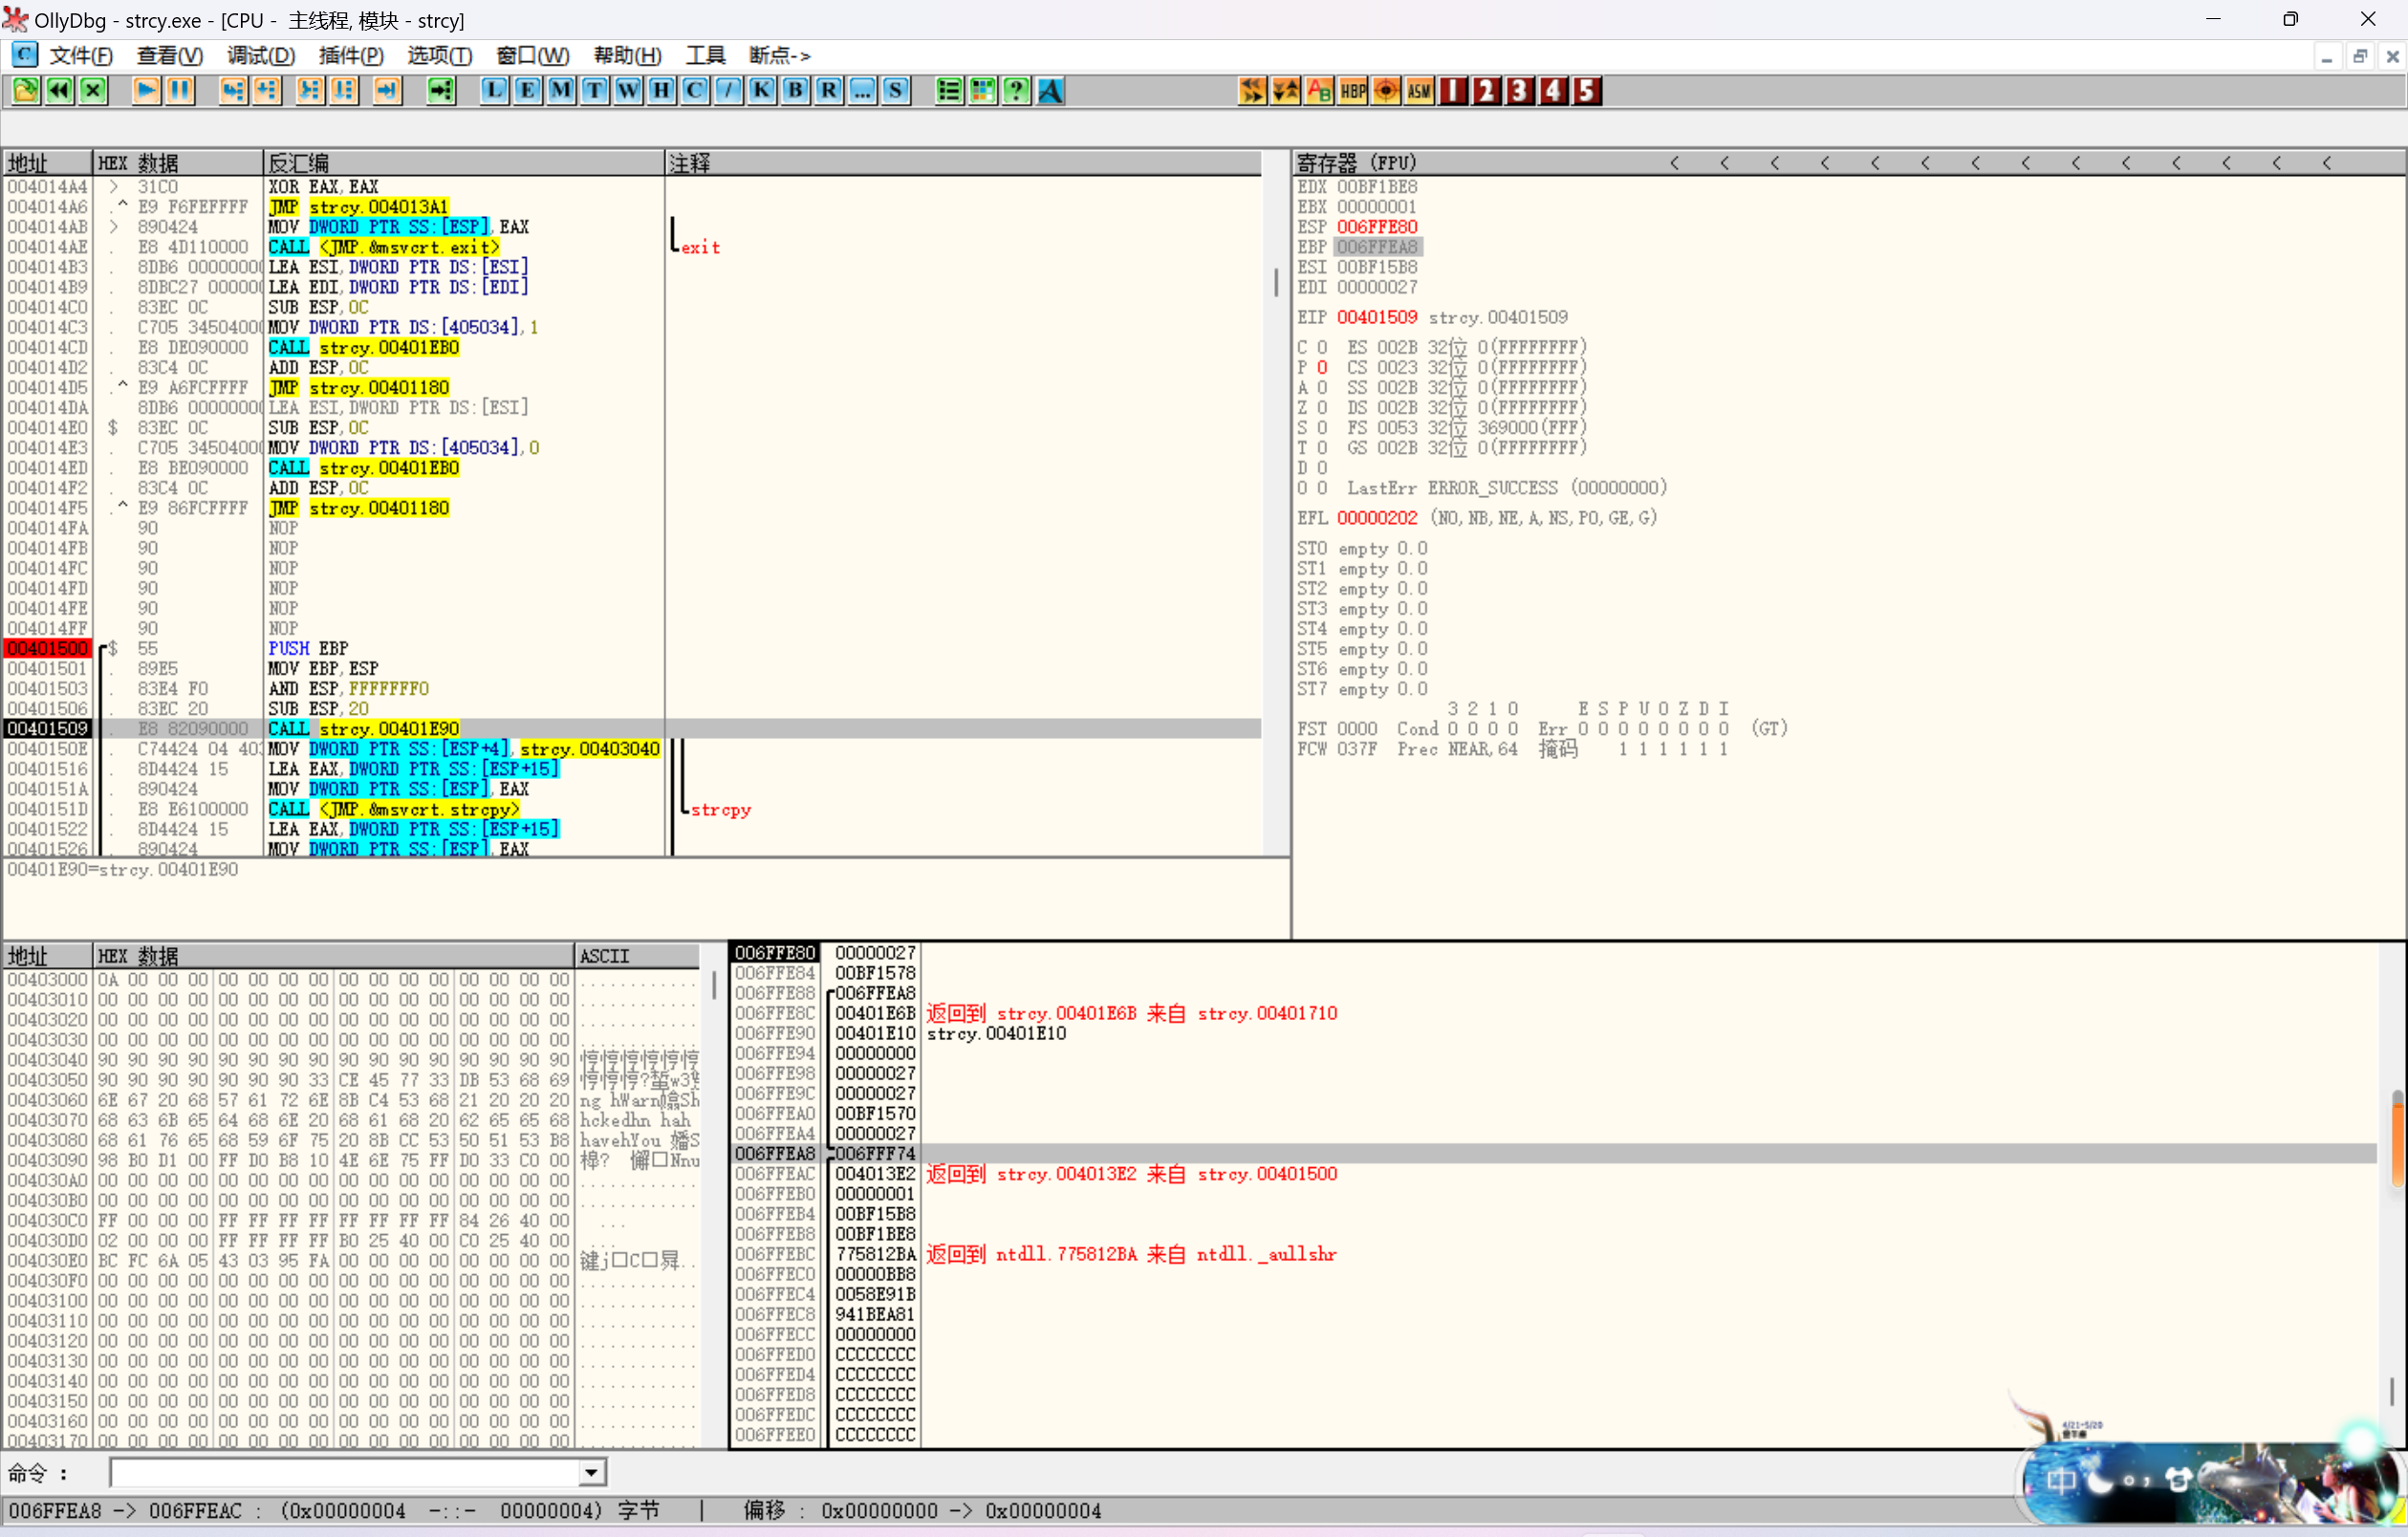 OllyDbg - strcy.exe - [CPU - 主线程, 模块 - strcy]
C 文件(F) 查看(V) 调试(D) 插件(P) 选项(T) 窗口(W) 帮助(H) 工具 断点->
L E M T W H C / K B R ... S ? A AB HBP ASM 1 2 3 4 5
地址 HEX 数据 反汇编 注释
004014A4 > 31C0 XOR EAX,EAX
004014A6 .^ E9 F6FEFFFF JMP strcy.004013A1
004014AB > 890424 MOV DWORD PTR SS:[ESP],EAX
004014AE . E8 4D110000 CALL <JMP.&msvcrt.exit> exit
004014B3 . 8DB6 00000000 LEA ESI,DWORD PTR DS:[ESI]
004014B9 . 8DBC27 000000 LEA EDI,DWORD PTR DS:[EDI]
004014C0 . 83EC 0C SUB ESP,0C
004014C3 . C705 34504000 MOV DWORD PTR DS:[405034],1
004014CD . E8 DE090000 CALL strcy.00401EB0
004014D2 . 83C4 0C ADD ESP,0C
004014D5 .^ E9 A6FCFFFF JMP strcy.00401180
004014DA 8DB6 00000000 LEA ESI,DWORD PTR DS:[ESI]
004014E0 $ 83EC 0C SUB ESP,0C
004014E3 . C705 34504000 MOV DWORD PTR DS:[405034],0
004014ED . E8 BE090000 CALL strcy.00401EB0
004014F2 . 83C4 0C ADD ESP,0C
004014F5 .^ E9 86FCFFFF JMP strcy.00401180
004014FA 90 NOP
004014FB 90 NOP
004014FC 90 NOP
004014FD 90 NOP
004014FE 90 NOP
004014FF 90 NOP
00401500 $ 55 PUSH EBP
00401501 . 89E5 MOV EBP,ESP
00401503 . 83E4 F0 AND ESP,FFFFFFF0
00401506 . 83EC 20 SUB ESP,20
00401509 . E8 82090000 CALL strcy.00401E90
0040150E . C74424 04 403 MOV DWORD PTR SS:[ESP+4],strcy.00403040
00401516 . 8D4424 15 LEA EAX,DWORD PTR SS:[ESP+15]
0040151A . 890424 MOV DWORD PTR SS:[ESP],EAX
0040151D . E8 E6100000 CALL <JMP.&msvcrt.strcpy> strcpy
00401522 . 8D4424 15 LEA EAX,DWORD PTR SS:[ESP+15]
00401526 . 890424 MOV DWORD PTR SS:[ESP],EAX
00401E90=strcy.00401E90
寄存器 (FPU) < < < < < < < < < < < < < <
EDX 00BF1BE8
EBX 00000001
ESP 006FFE80
EBP 006FFEA8
ESI 00BF15B8
EDI 00000027
EIP 00401509 strcy.00401509
C 0 ES 002B 32位 0(FFFFFFFF)
P 0 CS 0023 32位 0(FFFFFFFF)
A 0 SS 002B 32位 0(FFFFFFFF)
Z 0 DS 002B 32位 0(FFFFFFFF)
S 0 FS 0053 32位 369000(FFF)
T 0 GS 002B 32位 0(FFFFFFFF)
D 0
O 0 LastErr ERROR_SUCCESS (00000000)
EFL 00000202 (NO,NB,NE,A,NS,PO,GE,G)
ST0 empty 0.0
ST1 empty 0.0
ST2 empty 0.0
ST3 empty 0.0
ST4 empty 0.0
ST5 empty 0.0
ST6 empty 0.0
ST7 empty 0.0
3 2 1 0 E S P U O Z D I
FST 0000 Cond 0 0 0 0 Err 0 0 0 0 0 0 0 0 (GT)
FCW 037F Prec NEAR,64 掩码 1 1 1 1 1 1
地址 HEX 数据 ASCII
00403000 0A 00 00 00 00 00 00 00 00 00 00 00 00 00 00 00 ............
00403010 00 00 00 00 00 00 00 00 00 00 00 00 00 00 00 00 ............
00403020 00 00 00 00 00 00 00 00 00 00 00 00 00 00 00 00 ............
00403030 00 00 00 00 00 00 00 00 00 00 00 00 00 00 00 00 ............
00403040 90 90 90 90 90 90 90 90 90 90 90 90 90 90 90 90
00403050 90 90 90 90 90 90 90 33 CE 45 77 33 DB 53 68 69
00403060 6E 67 20 68 57 61 72 6E 8B C4 53 68 21 20 20 20 ng hWarn
00403070 68 63 6B 65 64 68 6E 20 68 61 68 20 62 65 65 68 hckedhn hah
00403080 68 61 76 65 68 59 6F 75 20 8B CC 53 50 51 53 B8 havehYou
00403090 98 B0 D1 00 FF D0 B8 10 4E 6E 75 FF D0 33 C0 00
004030A0 00 00 00 00 00 00 00 00 00 00 00 00 00 00 00 00 ............
004030B0 00 00 00 00 00 00 00 00 00 00 00 00 00 00 00 00 ............
004030C0 FF 00 00 00 FF FF FF FF FF FF FF FF 84 26 40 00 ...
004030D0 02 00 00 00 FF FF FF FF B0 25 40 00 C0 25 40 00 ...
004030E0 BC FC 6A 05 43 03 95 FA 00 00 00 00 00 00 00 00
004030F0 00 00 00 00 00 00 00 00 00 00 00 00 00 00 00 00 ............
00403100 00 00 00 00 00 00 00 00 00 00 00 00 00 00 00 00 ............
00403110 00 00 00 00 00 00 00 00 00 00 00 00 00 00 00 00 ............
00403120 00 00 00 00 00 00 00 00 00 00 00 00 00 00 00 00 ............
00403130 00 00 00 00 00 00 00 00 00 00 00 00 00 00 00 00 ............
00403140 00 00 00 00 00 00 00 00 00 00 00 00 00 00 00 00 ............
00403150 00 00 00 00 00 00 00 00 00 00 00 00 00 00 00 00 ............
00403160 00 00 00 00 00 00 00 00 00 00 00 00 00 00 00 00 ............
00403170 00 00 00 00 00 00 00 00 00 00 00 00 00 00 00 00 ............
006FFE80 00000027
006FFE84 00BF1578
006FFE88 006FFEA8
006FFE8C 00401E6B 返回到 strcy.00401E6B 来自 strcy.00401710
006FFE90 00401E10 strcy.00401E10
006FFE94 00000000
006FFE98 00000027
006FFE9C 00000027
006FFEA0 00BF1570
006FFEA4 00000027
006FFEA8 006FFF74
006FFEAC 004013E2 返回到 strcy.004013E2 来自 strcy.00401500
006FFEB0 00000001
006FFEB4 00BF15B8
006FFEB8 00BF1BE8
006FFEBC 775812BA 返回到 ntdll.775812BA 来自 ntdll._aullshr
006FFEC0 00000BB8
006FFEC4 0058E91B
006FFEC8 941BEA81
006FFECC 00000000
006FFED0 CCCCCCCC
006FFED4 CCCCCCCC
006FFED8 CCCCCCCC
006FFEDC CCCCCCCC
006FFEE0 CCCCCCCC
4/21-5/20
中
命令 :
006FFEA8 -> 006FFEAC : (0x00000004 -::- 00000004) 字节 | 偏移 : 0x00000000 -> 0x00000004